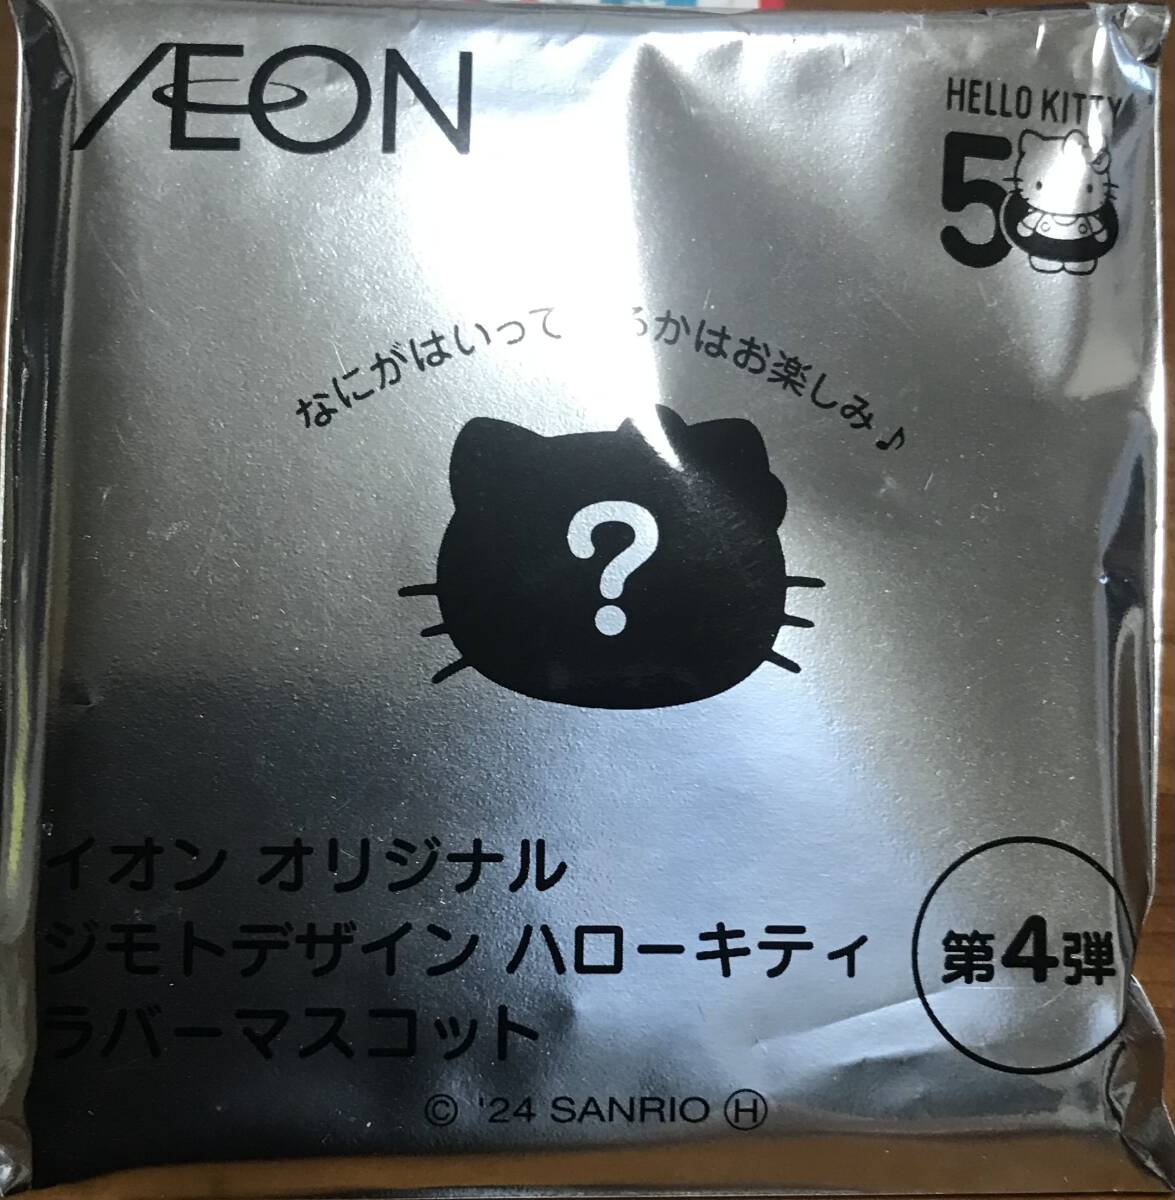 ÆON
HELLO KITTY
50
なにがはいって るかはお楽しみ♪
?
イオン オリジナル
ジモトデザイン ハローキティ
ラバーマスコット
第4弾
© '24 SANRIO Ⓗ